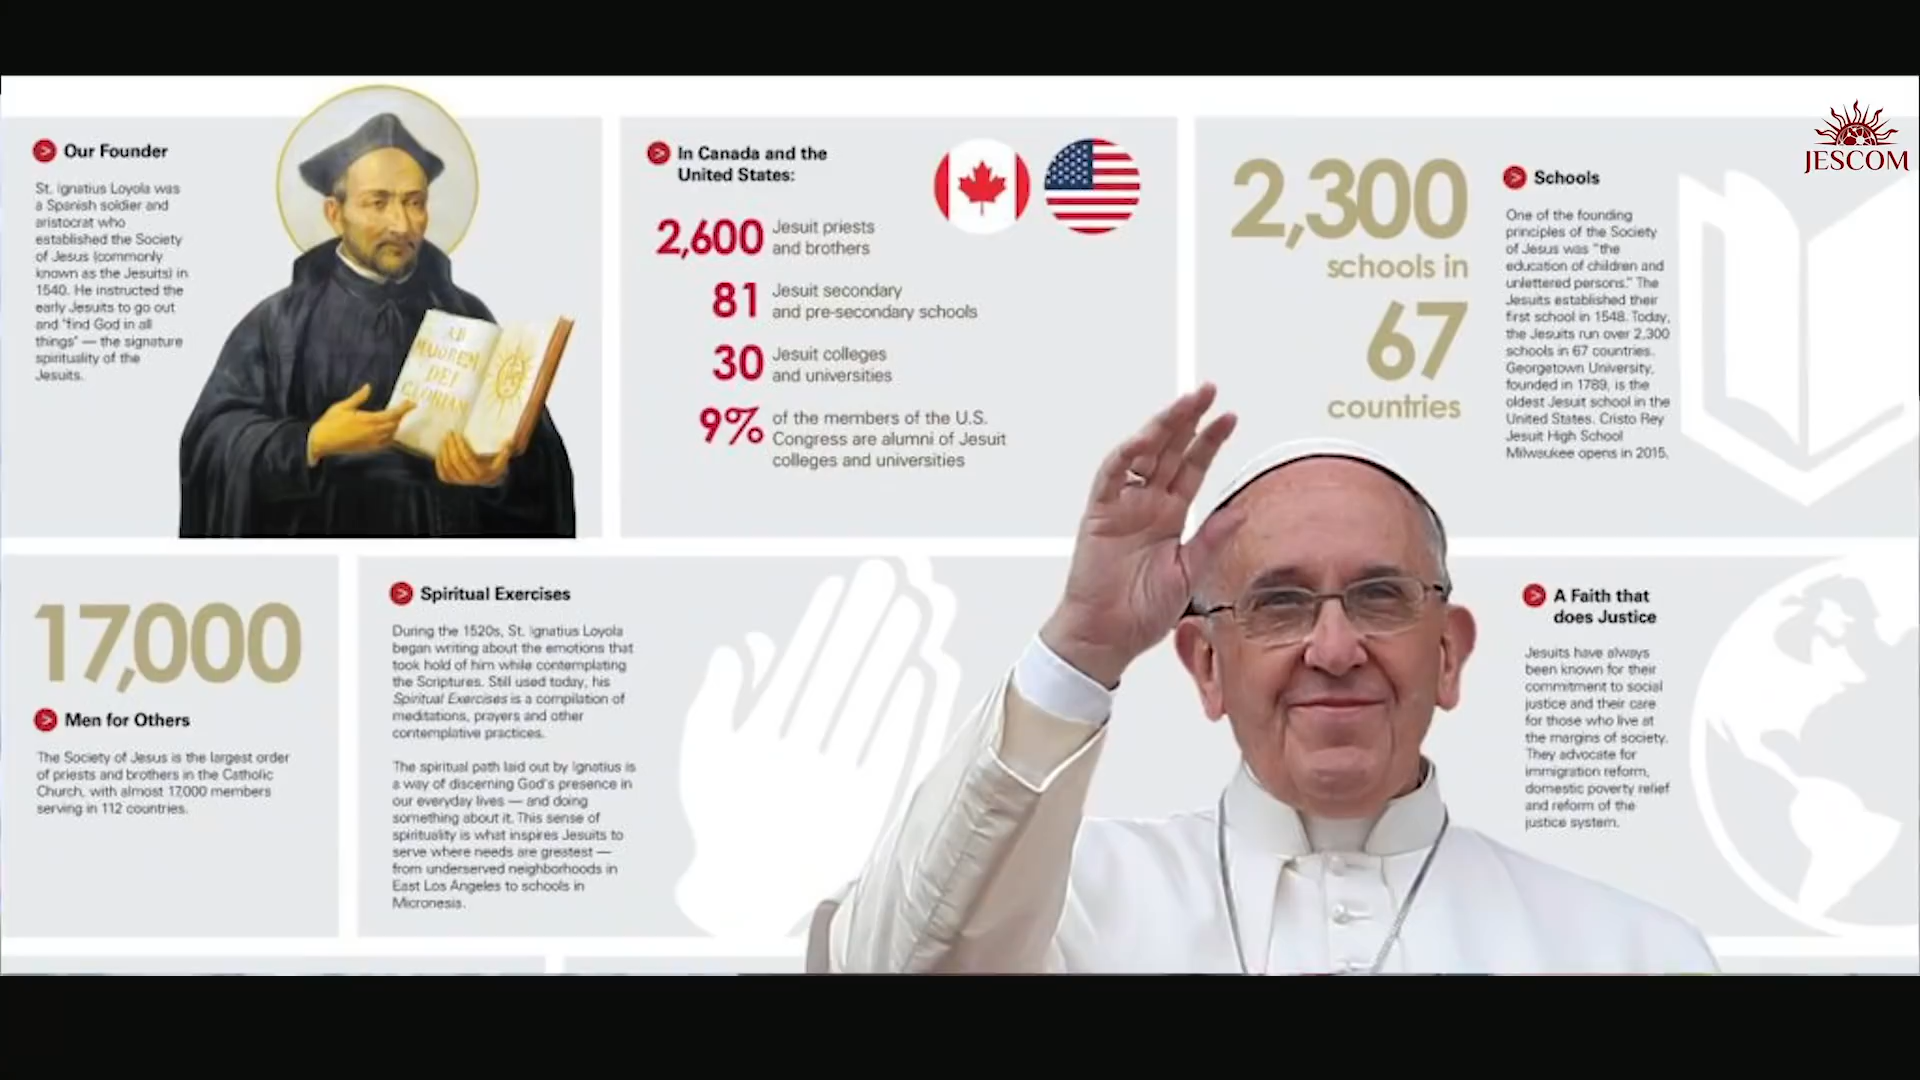 JESCOM
Our Founder
St. Ignatius Loyola was
a Spanish soldier and
aristocrat who
established the Society
of Jesus (commonly
known as the Jesuits) in
1540. He instructed the
early Jesuits to go out
and "find God in all
things" — the signature
spirituality of the
Jesuits.
AD
MAJOREM
DEI
GLORIAM
In Canada and the
United States:
2,600 Jesuit priests
and brothers
81 Jesuit secondary
and pre-secondary schools
30 Jesuit colleges
and universities
9% of the members of the U.S.
Congress are alumni of Jesuit
colleges and universities
2,300
schools in
67
countries
Schools
One of the founding
principles of the Society
of Jesus was "the
education of children and
unlettered persons." The
Jesuits established their
first school in 1548. Today,
the Jesuits run over 2,300
schools in 67 countries.
Georgetown University,
founded in 1789, is the
oldest Jesuit school in the
United States. Cristo Rey
Jesuit High School
Milwaukee opens in 2015.
17,000
Men for Others
The Society of Jesus is the largest order
of priests and brothers in the Catholic
Church, with almost 17,000 members
serving in 112 countries.
Spiritual Exercises
During the 1520s, St. Ignatius Loyola
began writing about the emotions that
took hold of him while contemplating
the Scriptures. Still used today, his
Spiritual Exercises is a compilation of
meditations, prayers and other
contemplative practices.
The spiritual path laid out by Ignatius is
a way of discerning God's presence in
our everyday lives — and doing
something about it. This sense of
spirituality is what inspires Jesuits to
serve where needs are greatest —
from underserved neighborhoods in
East Los Angeles to schools in
Micronesia.
A Faith that
does Justice
Jesuits have always
been known for their
commitment to social
justice and their care
for those who live at
the margins of society.
They advocate for
immigration reform,
domestic poverty relief
and reform of the
justice system.